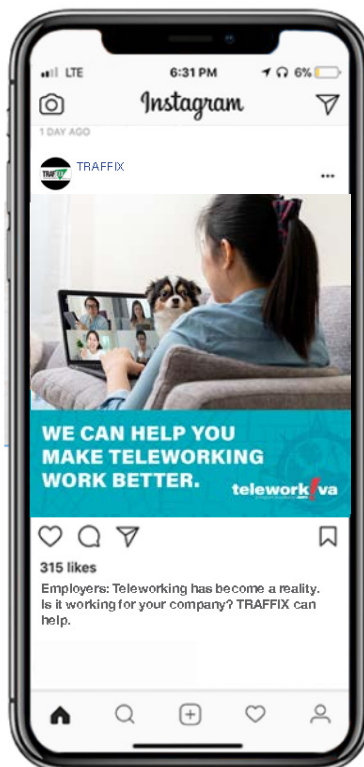 LTE 6:31 PM 6%
Instagram
1 DAY AGO
TRAFFIX
WE CAN HELP YOU
MAKE TELEWORKING
WORK BETTER.
telework!va
315 likes
Employers: Teleworking has become a reality.
Is it working for your company? TRAFFIX can
help.